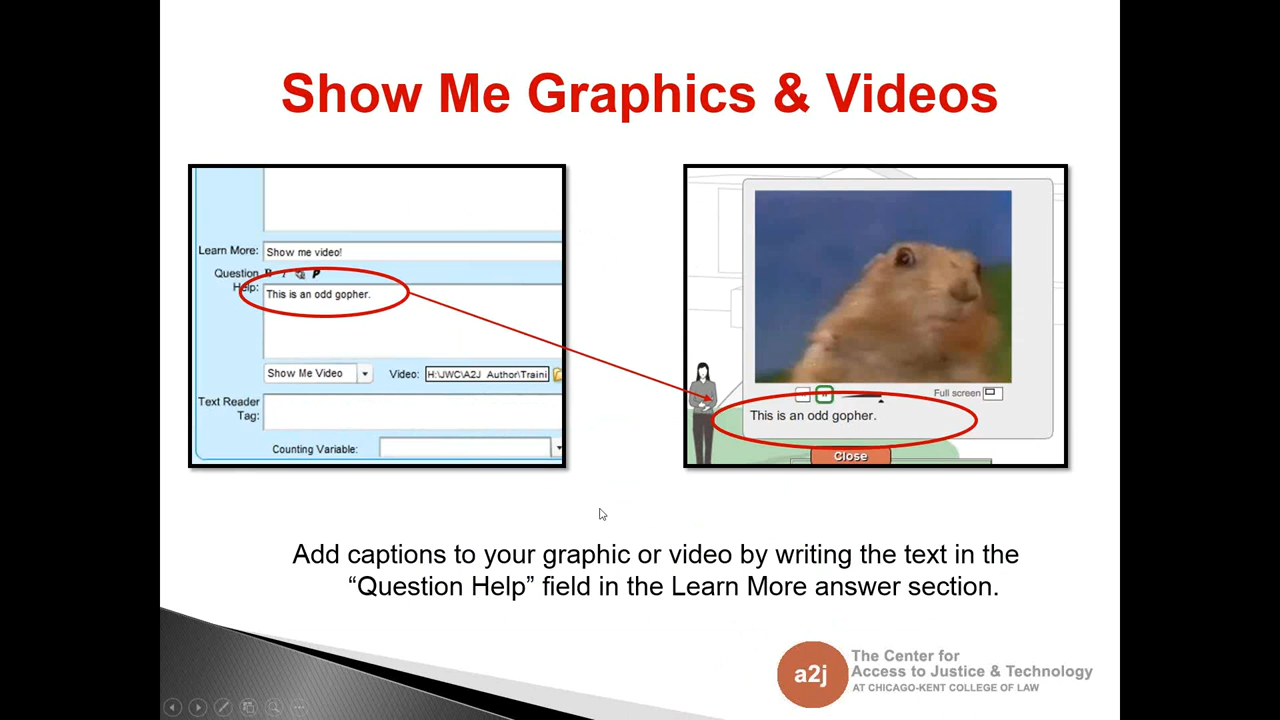 Show Me Graphics & Videos
Learn More: Show me video!
Question Help:
This is an odd gopher.
Show Me Video
Video: H:\JWC\A2J Author\Traini
Text Reader Tag:
Counting Variable:
Full screen
This is an odd gopher.
Close
Add captions to your graphic or video by writing the text in the
“Question Help” field in the Learn More answer section.
a2j
The Center for
Access to Justice & Technology
AT CHICAGO-KENT COLLEGE OF LAW